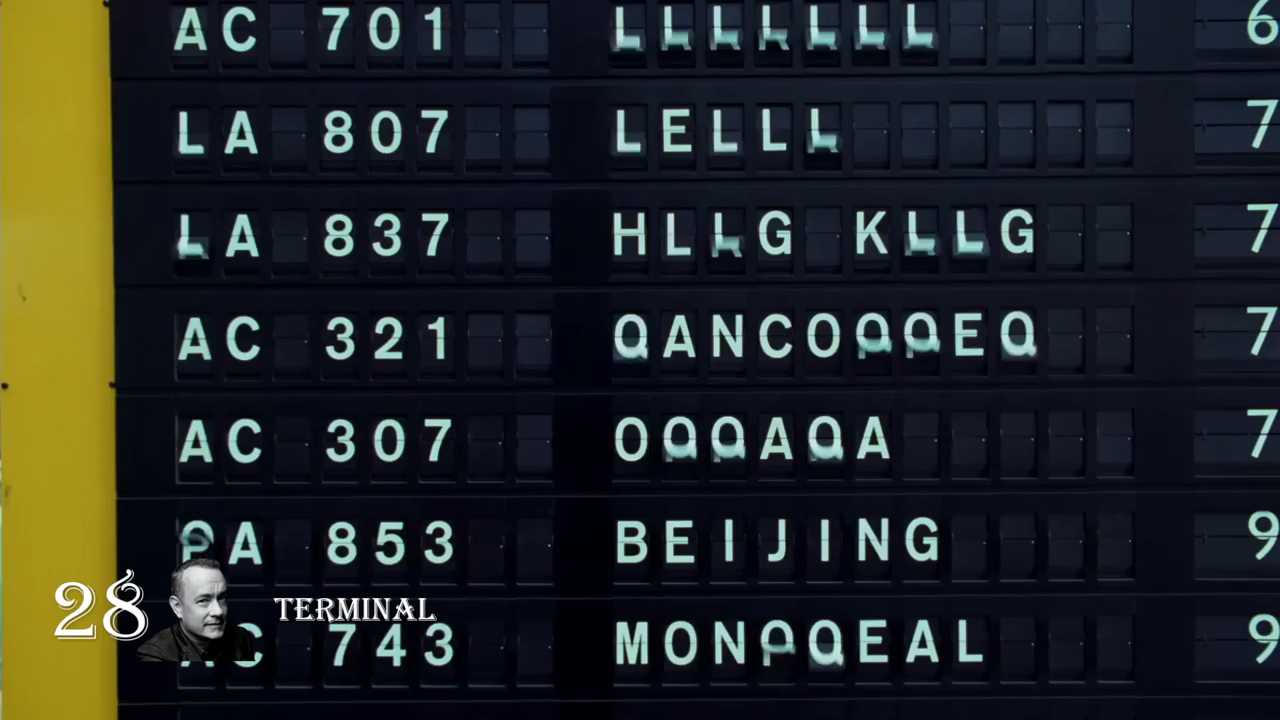 AC 701 LLLLLLL 6
LA 807 LELLL 7
LA 837 HLLG KLLG 7
AC 321 QANCOQQEQ 7
AC 307 OQQAQA 7
PA 853 BEIJING 9
AC 743 MONQQEAL 9
28 TERMINAL